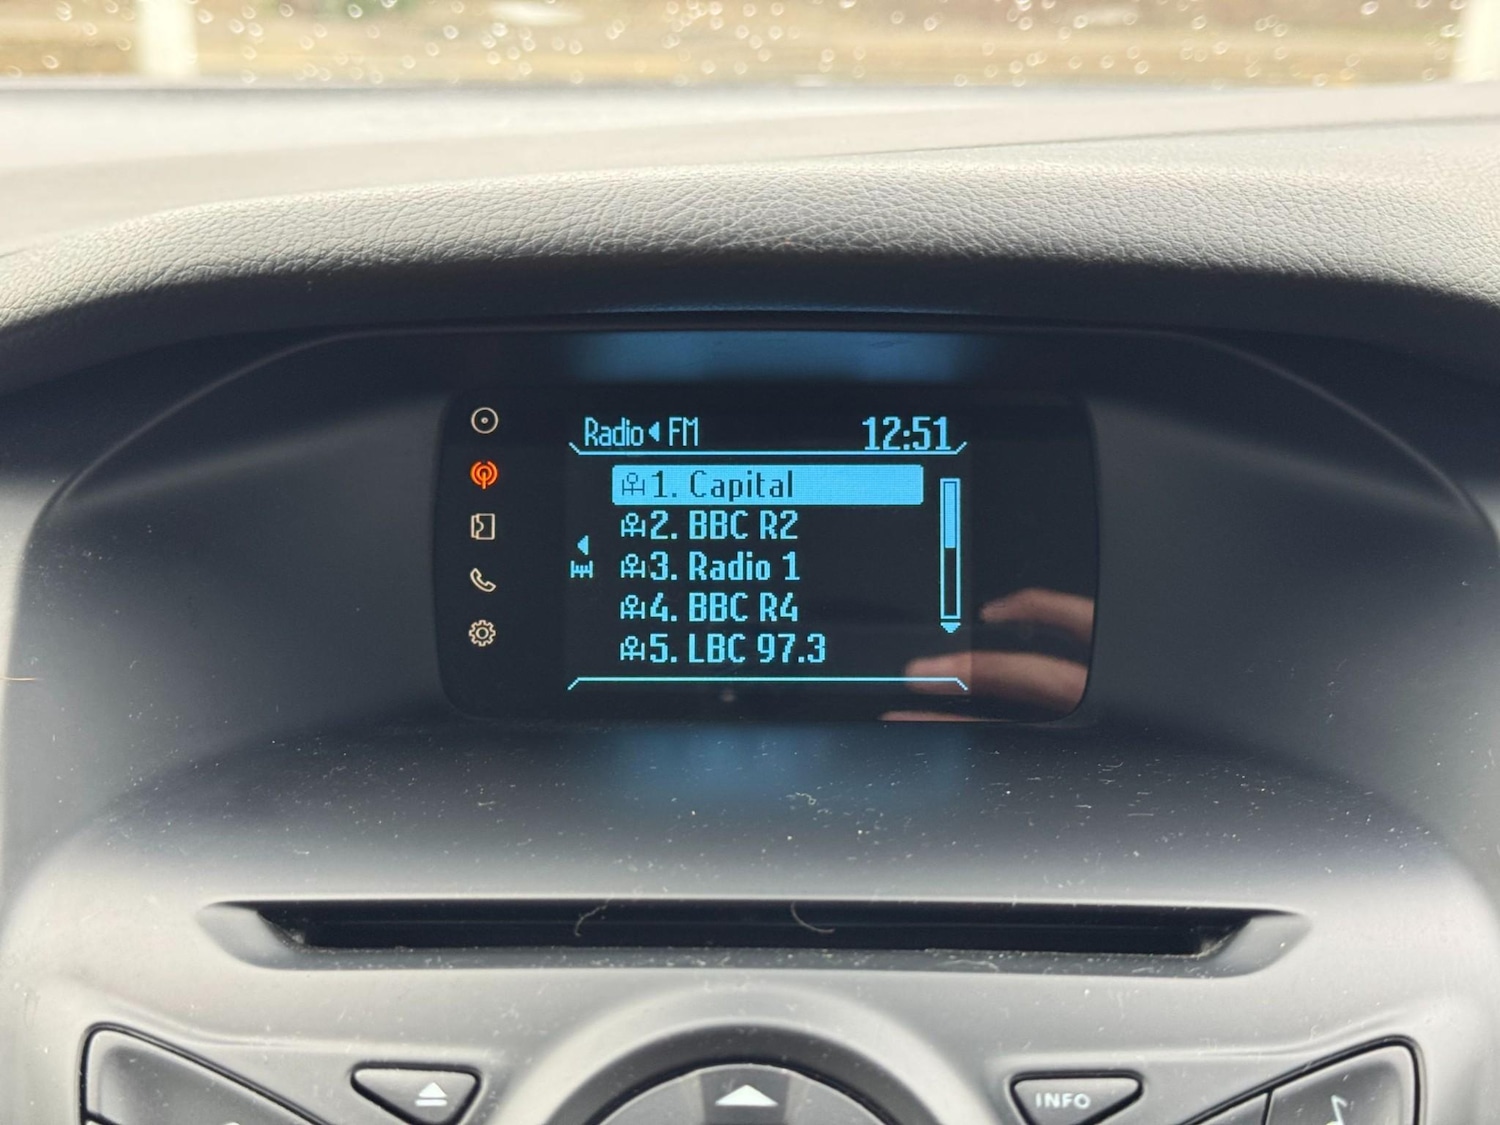 Radio FM 12:51
1. Capital
2. BBC R2
3. Radio 1
4. BBC R4
5. LBC 97.3
INFO